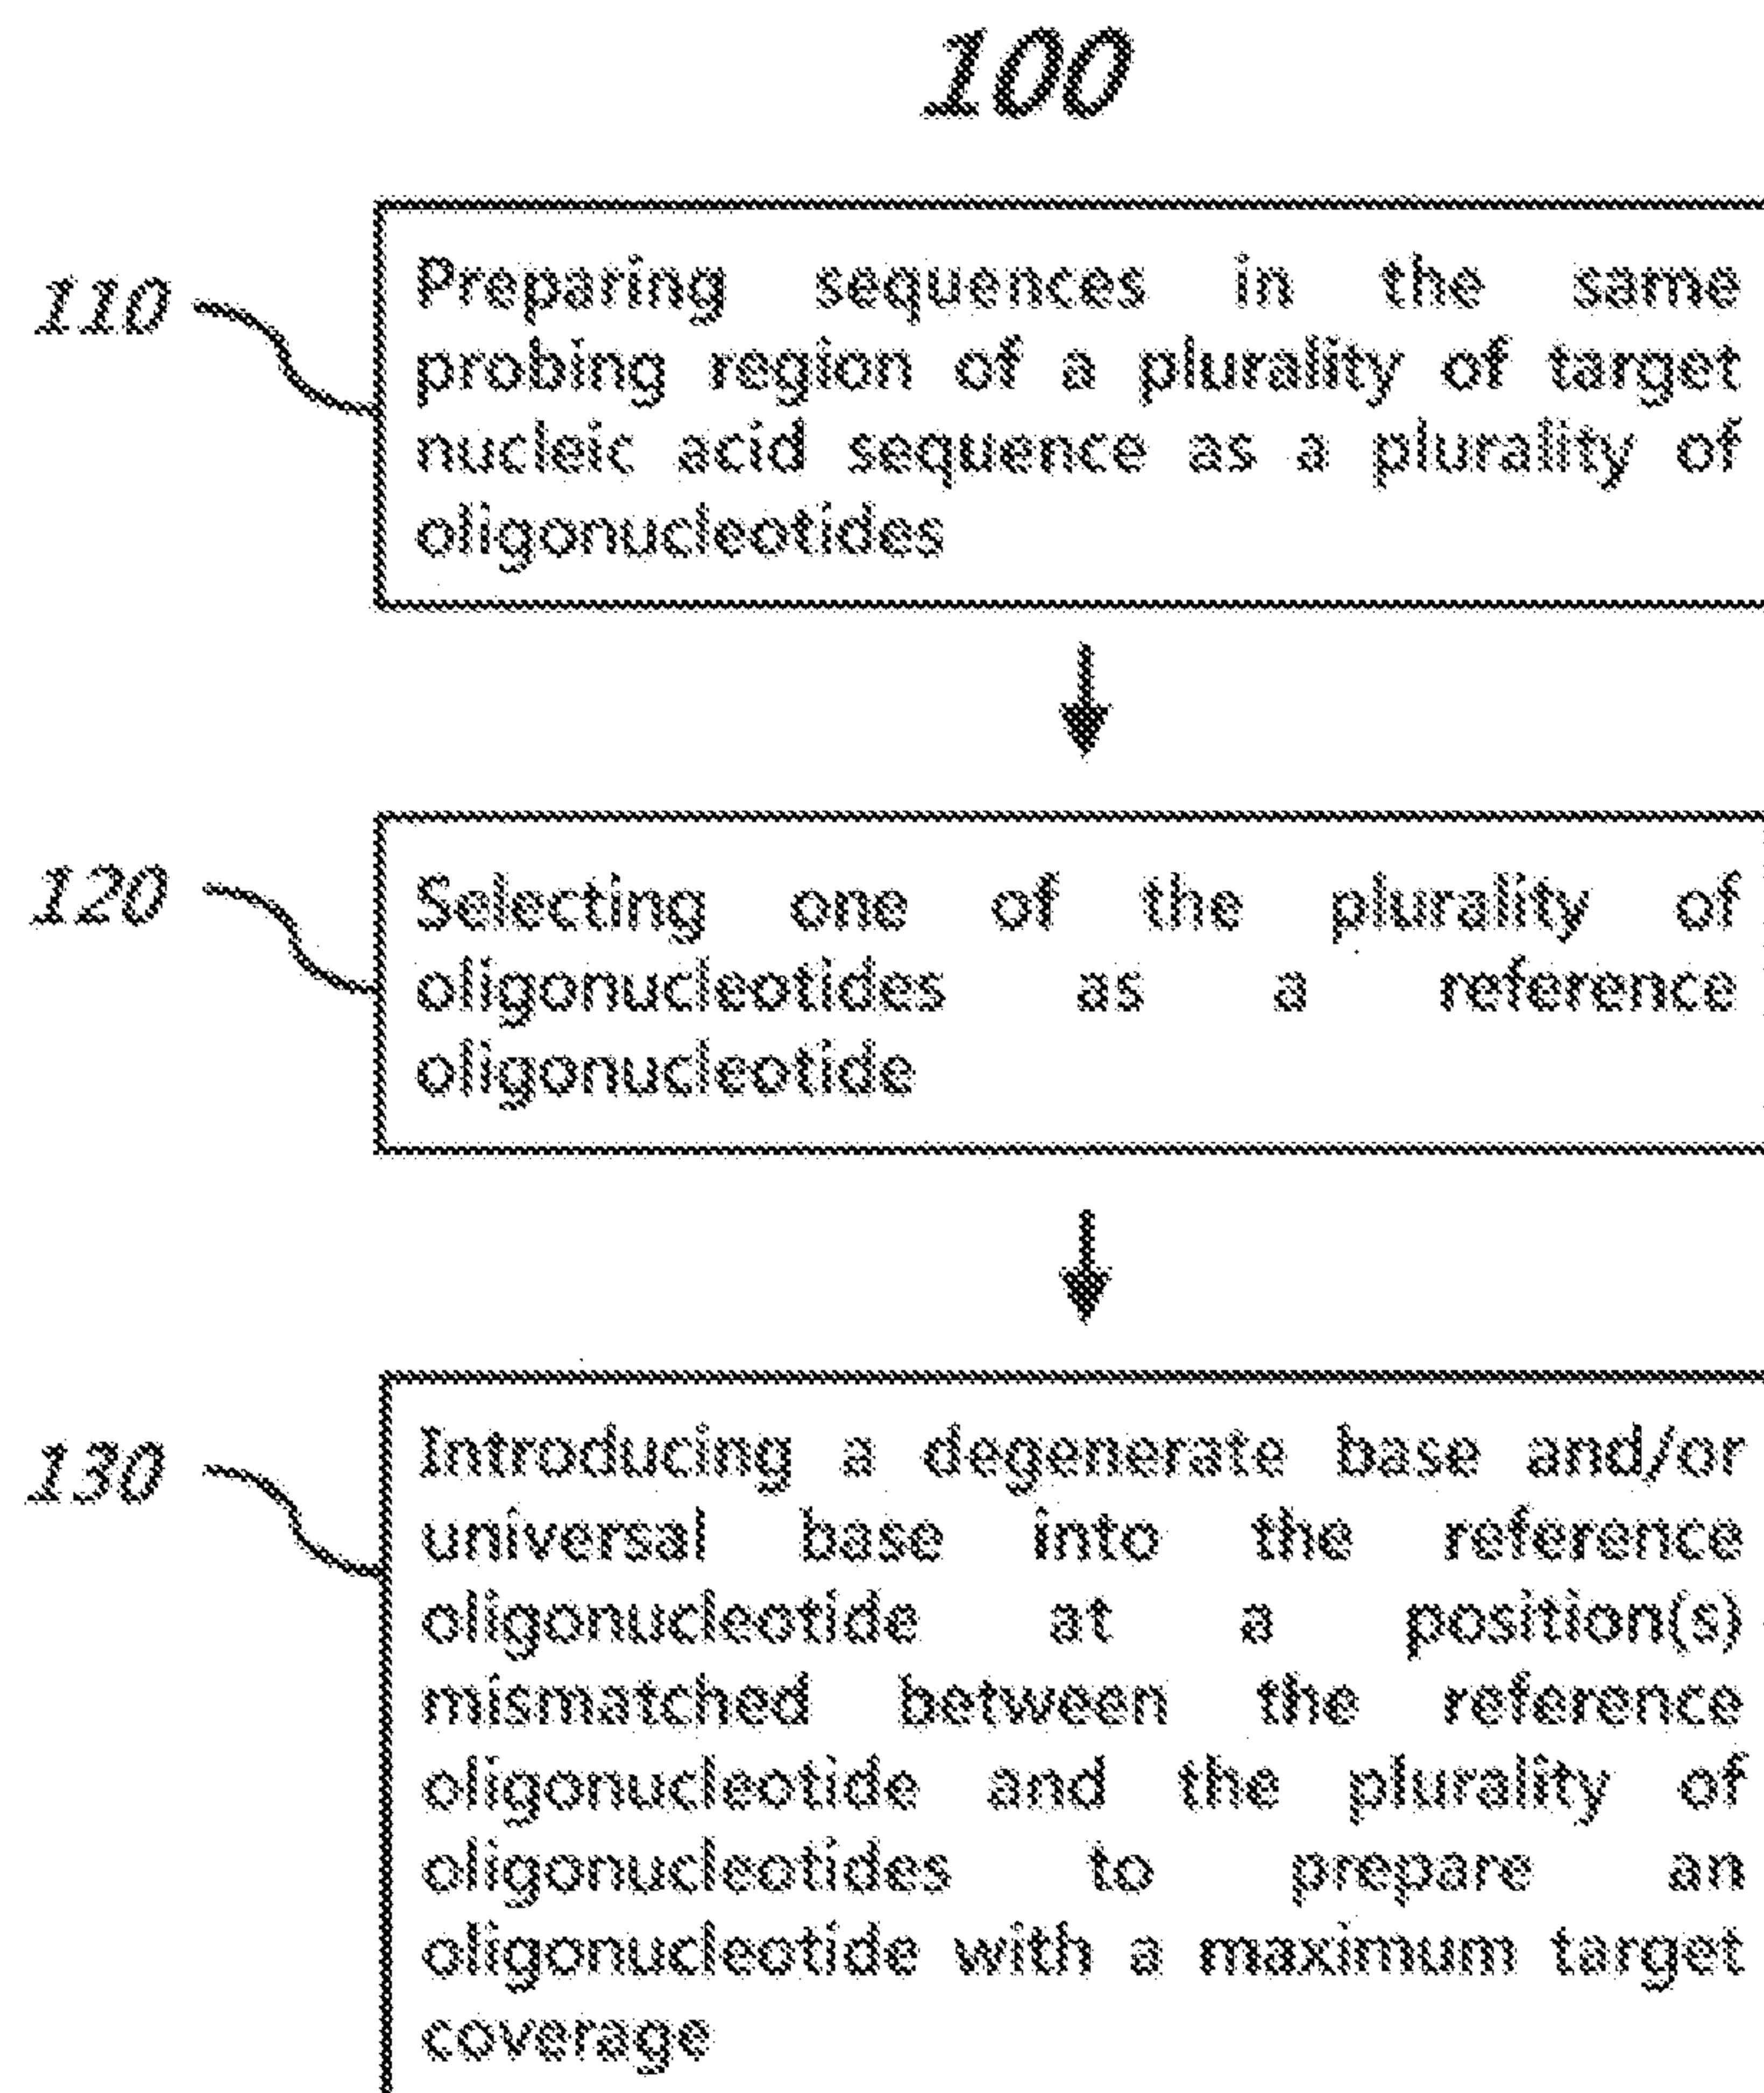 100
110
Preparing sequences in the same
probing region of a plurality of target
nucleic acid sequence as a plurality of
oligonucleotides
120
Selecting one of the plurality of
oligonucleotides as a reference
oligonucleotide
130
Introducing a degenerate base and/or
universal base into the reference
oligonucleotide at a position(s)
mismatched between the reference
oligonucleotide and the plurality of
oligonucleotides to prepare an
oligonucleotide with a maximum target
coverage